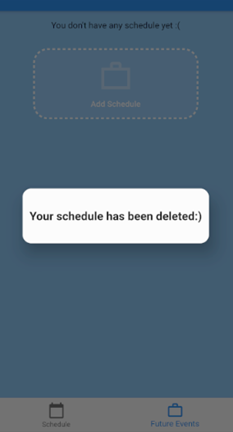 You don't have any schedule yet :(
Add Schedule
Your schedule has been deleted:)
Schedule
Future Events